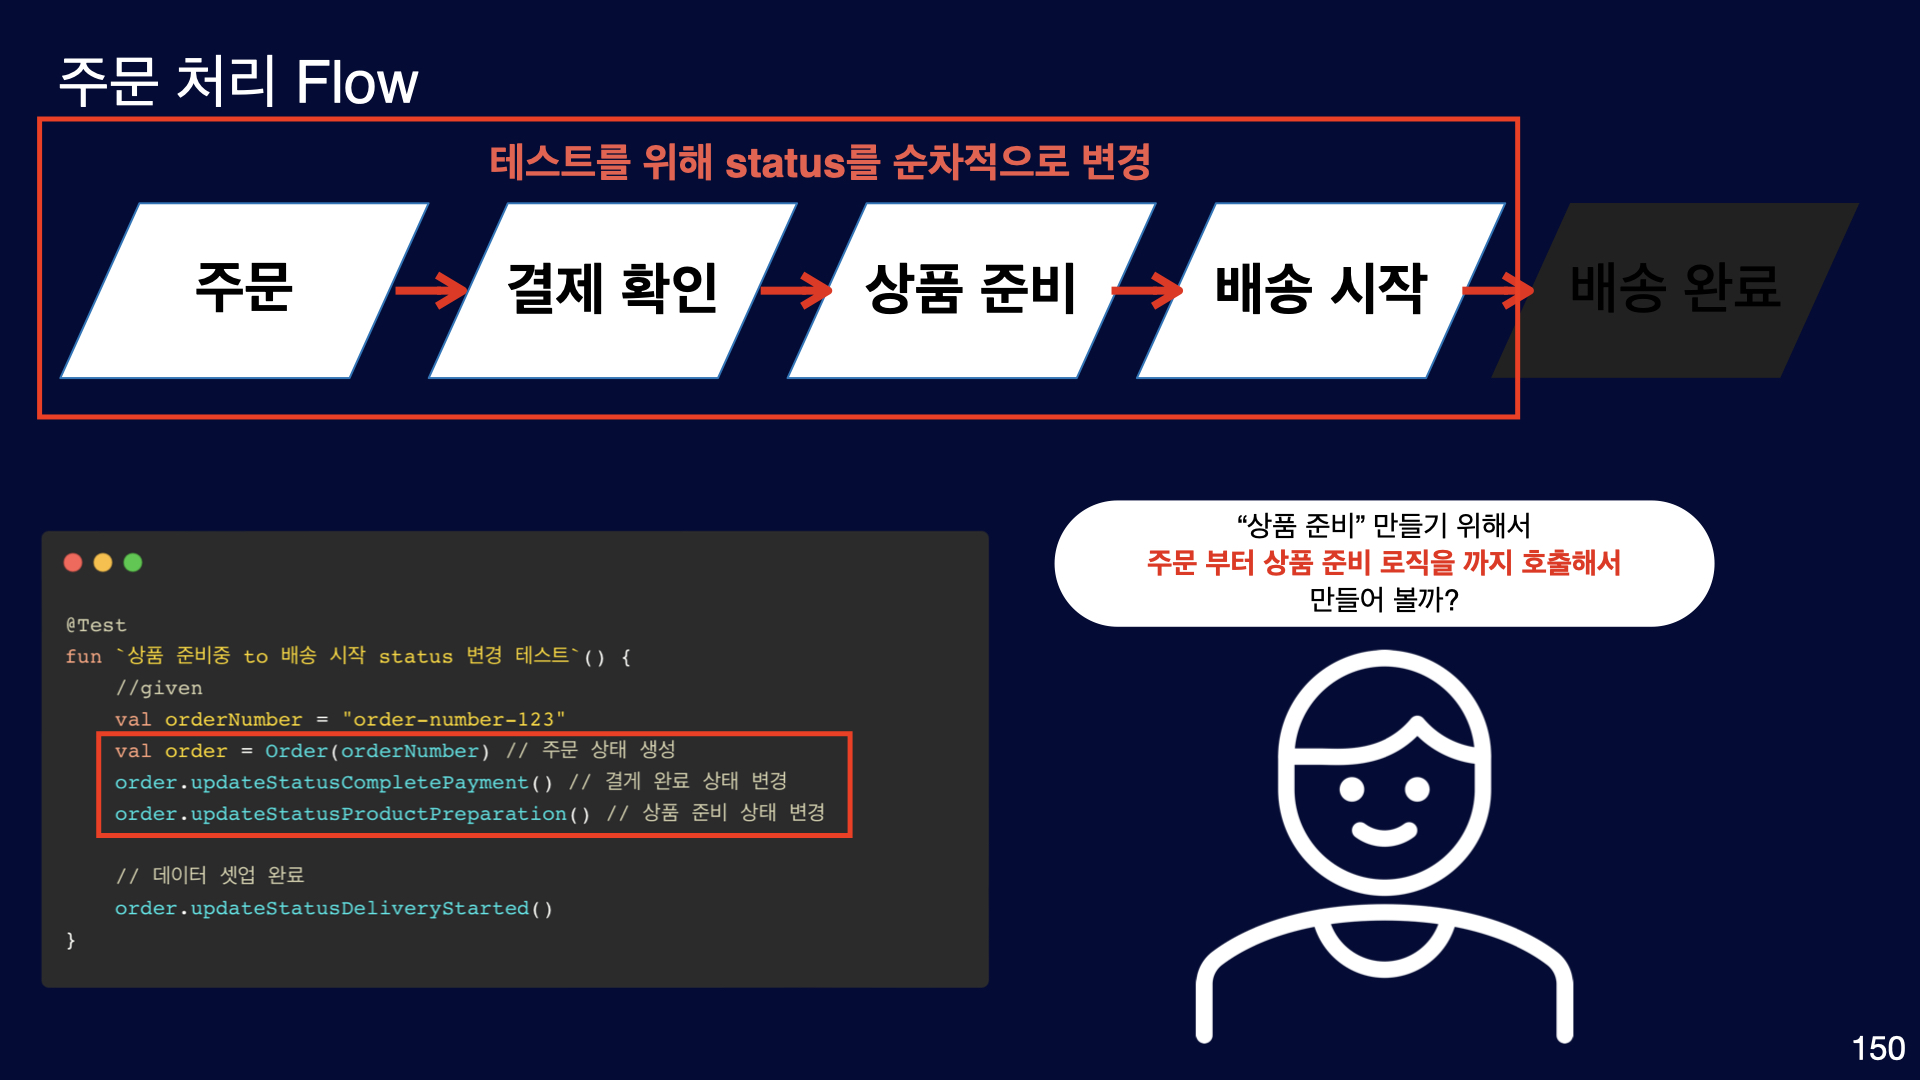 주문 처리 Flow
테스트를 위해 status를 순차적으로 변경
주문
결제 확인
상품 준비
배송 시작
배송 완료
@Test
fun `상품 준비중 to 배송 시작 status 변경 테스트`() {
//given
val orderNumber = "order-number-123"
val order = Order(orderNumber) // 주문 상태 생성
order.updateStatusCompletePayment() // 결게 완료 상태 변경
order.updateStatusProductPreparation() // 상품 준비 상태 변경
// 데이터 셋업 완료
order.updateStatusDeliveryStarted()
}
“상품 준비” 만들기 위해서
주문 부터 상품 준비 로직을 까지 호출해서
만들어 볼까?
150